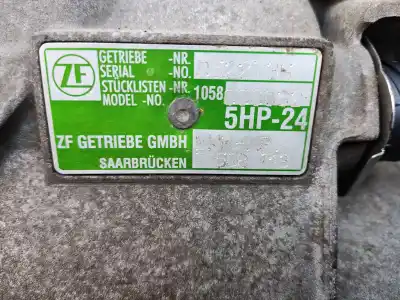 ZF
GETRIEBE -NR.
SERIAL -NO.
STÜCKLISTEN -NR. 1058
MODEL -NO.
5HP-24
ZF GETRIEBE GMBH
SAARBRÜCKEN